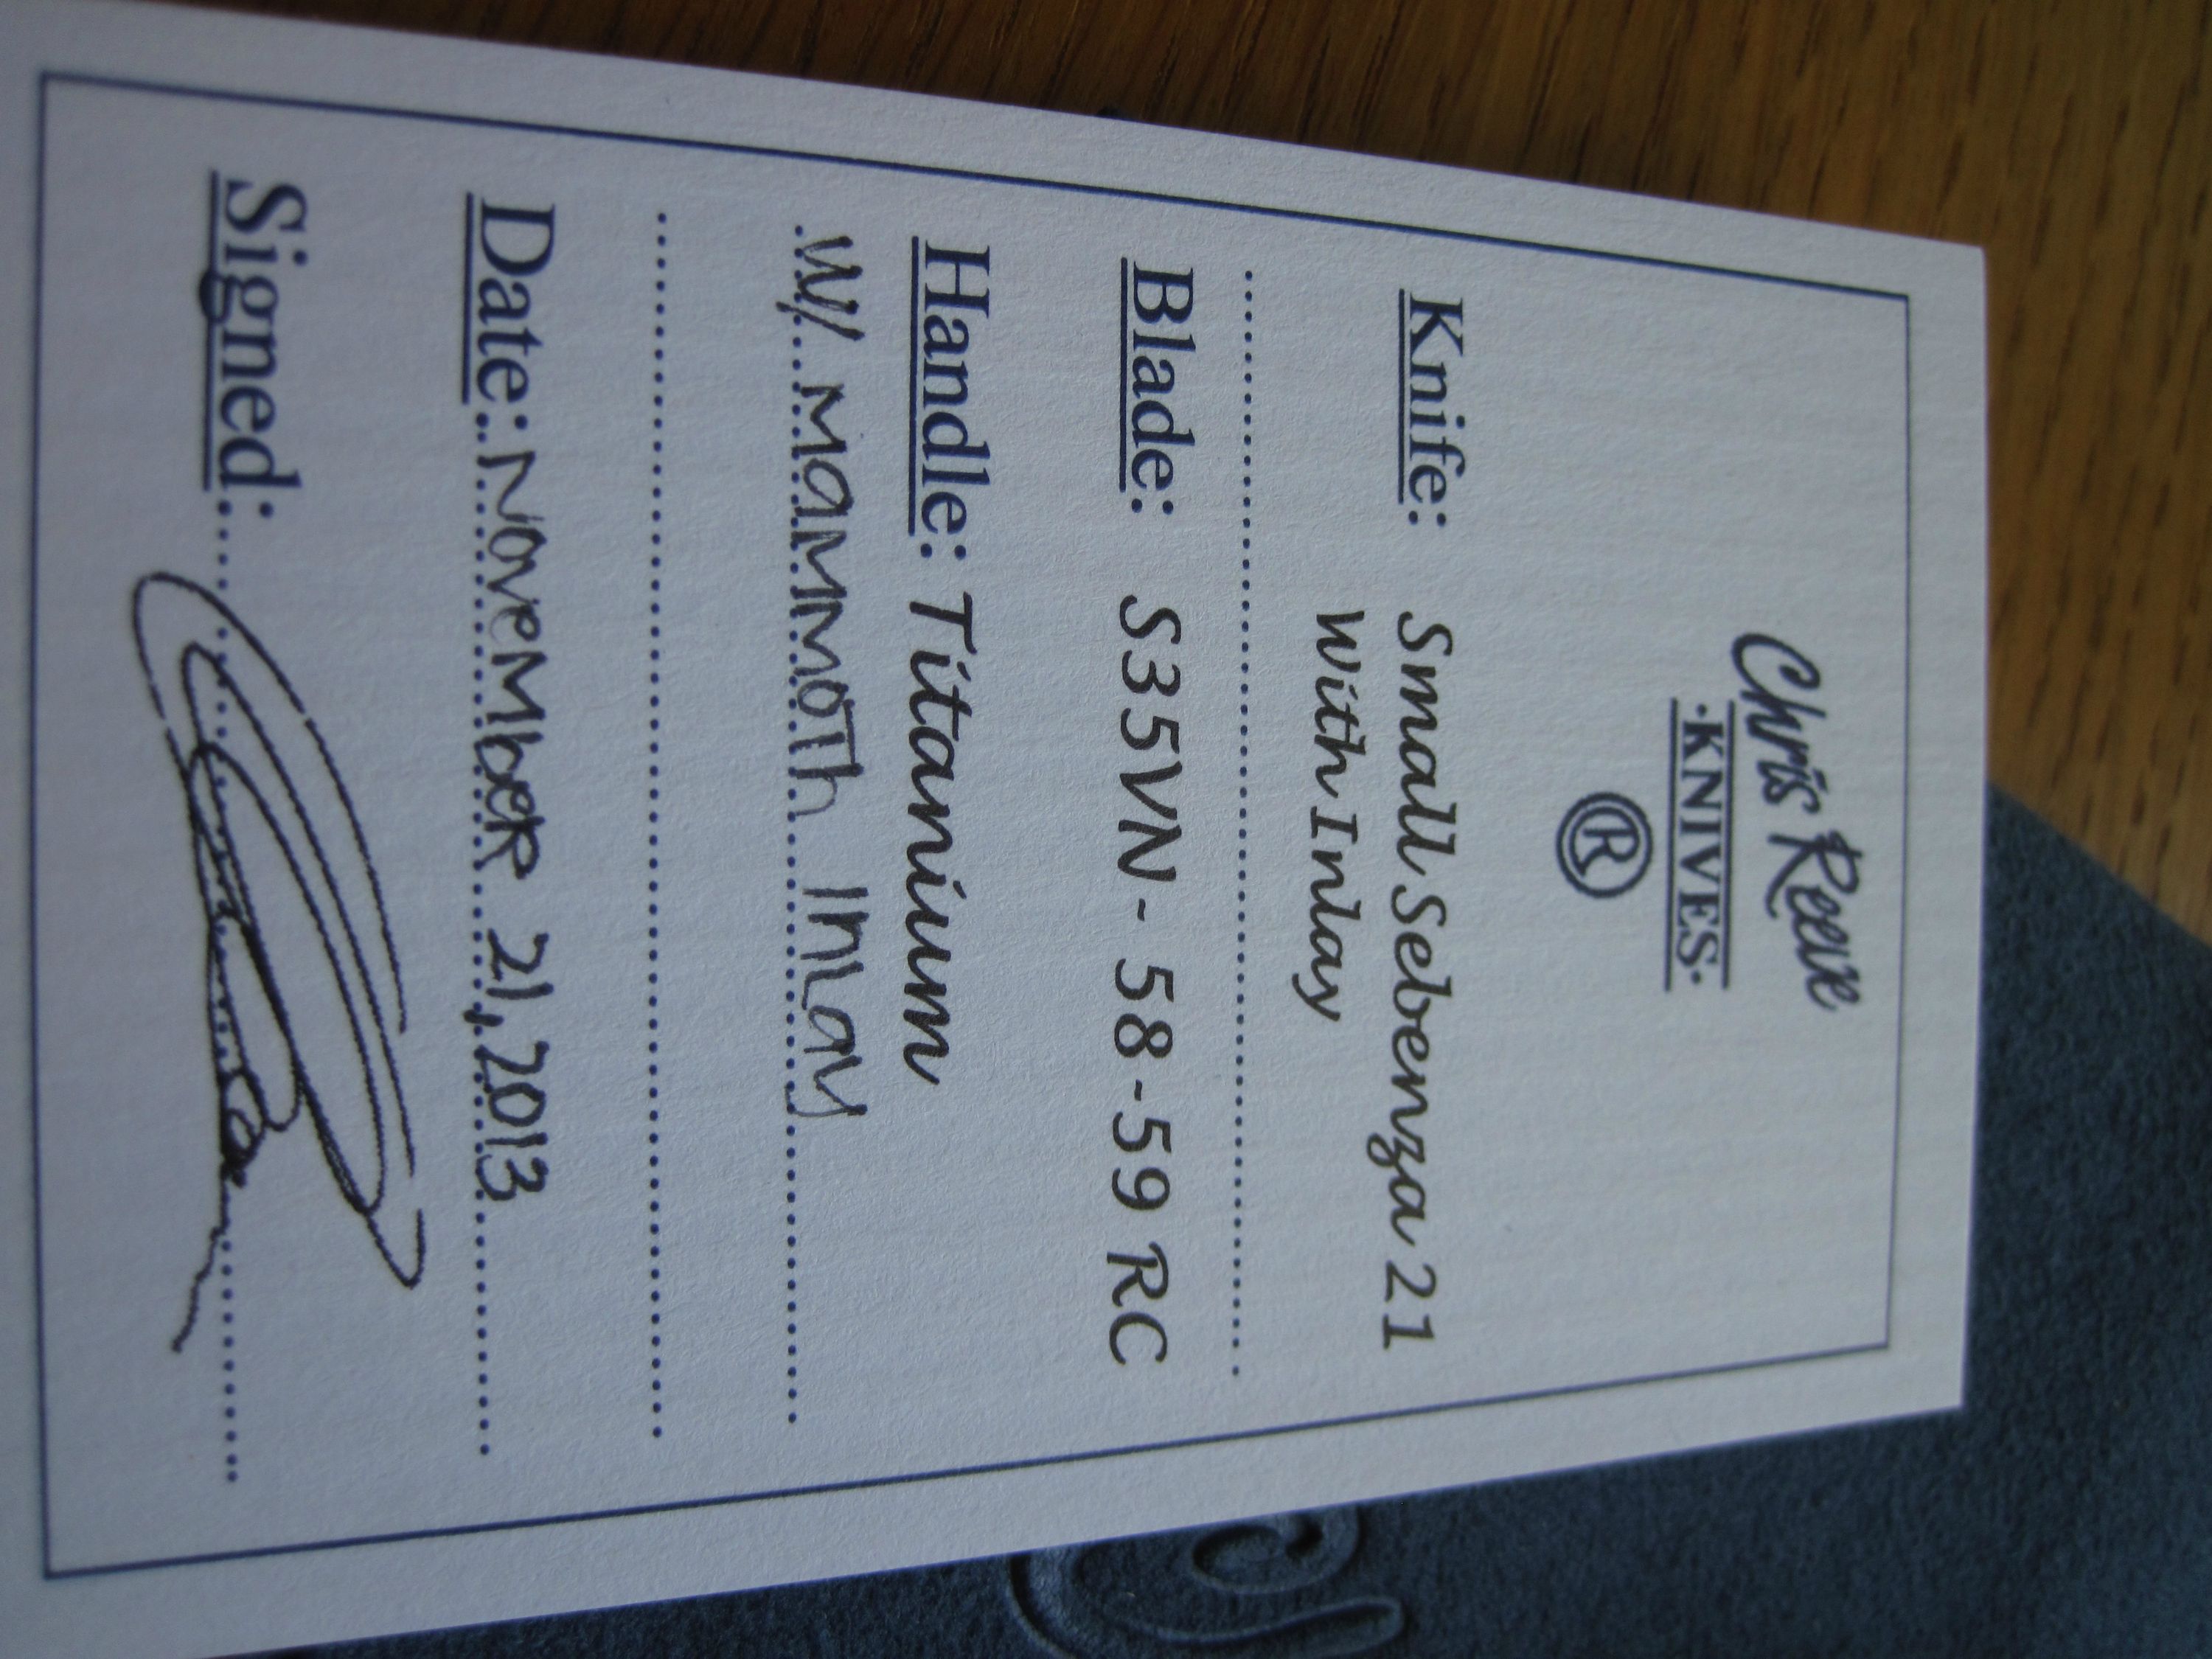 Chris Reeve
·KNIVES·
®
Knife: Small Sebenza 21
With Inlay
Blade: S35VN - 58-59 RC
Handle: Titanium
W/ Mammoth Inlay
Date: November 21, 2013
Signed: